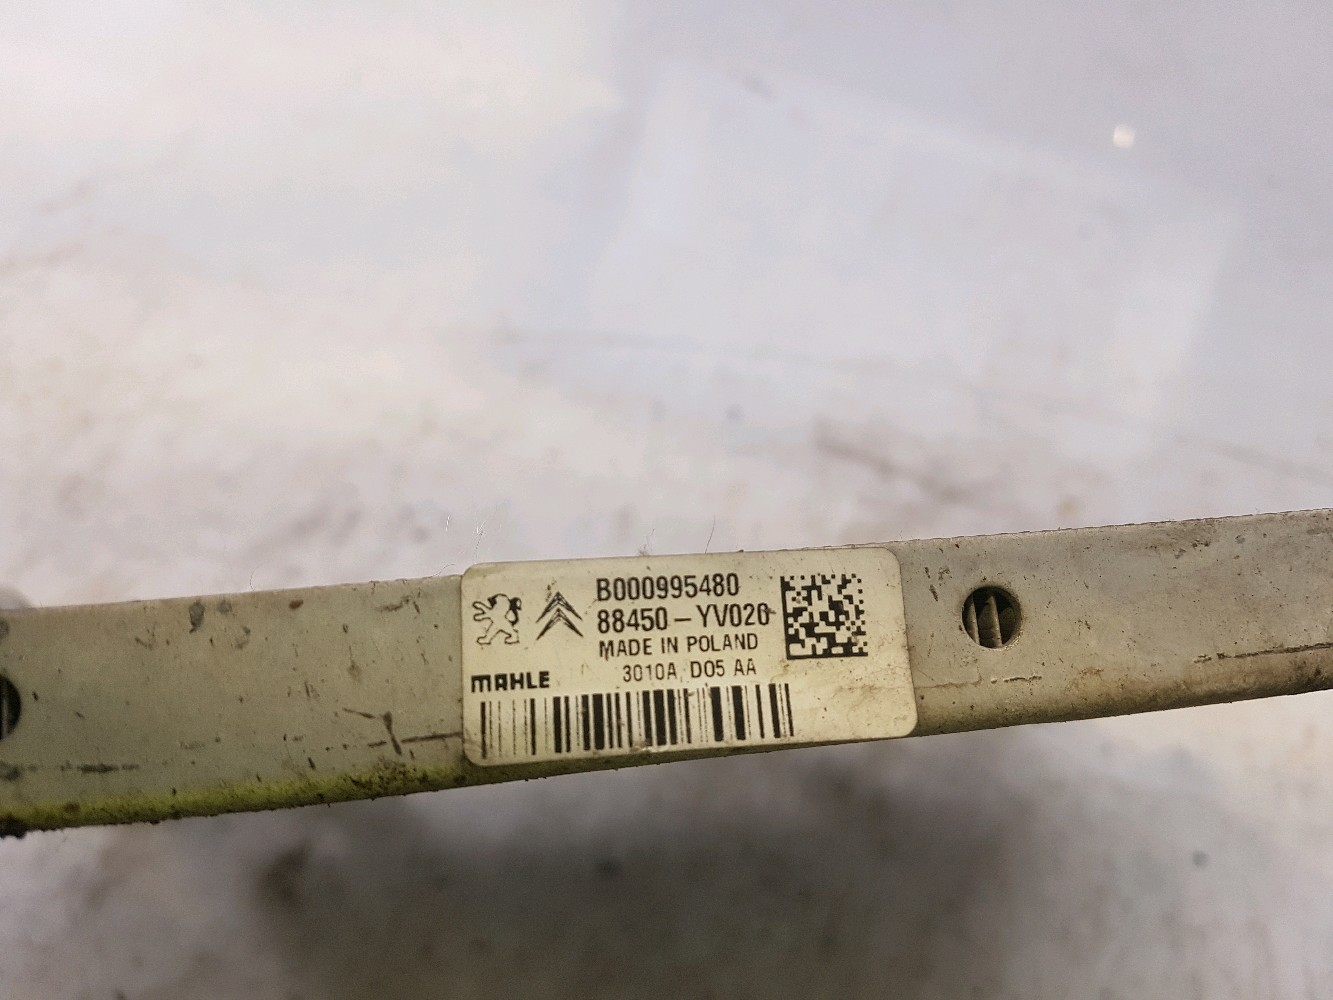 B000995480
88450-YV020
MADE IN POLAND
3010A D05 AA
MAHLE